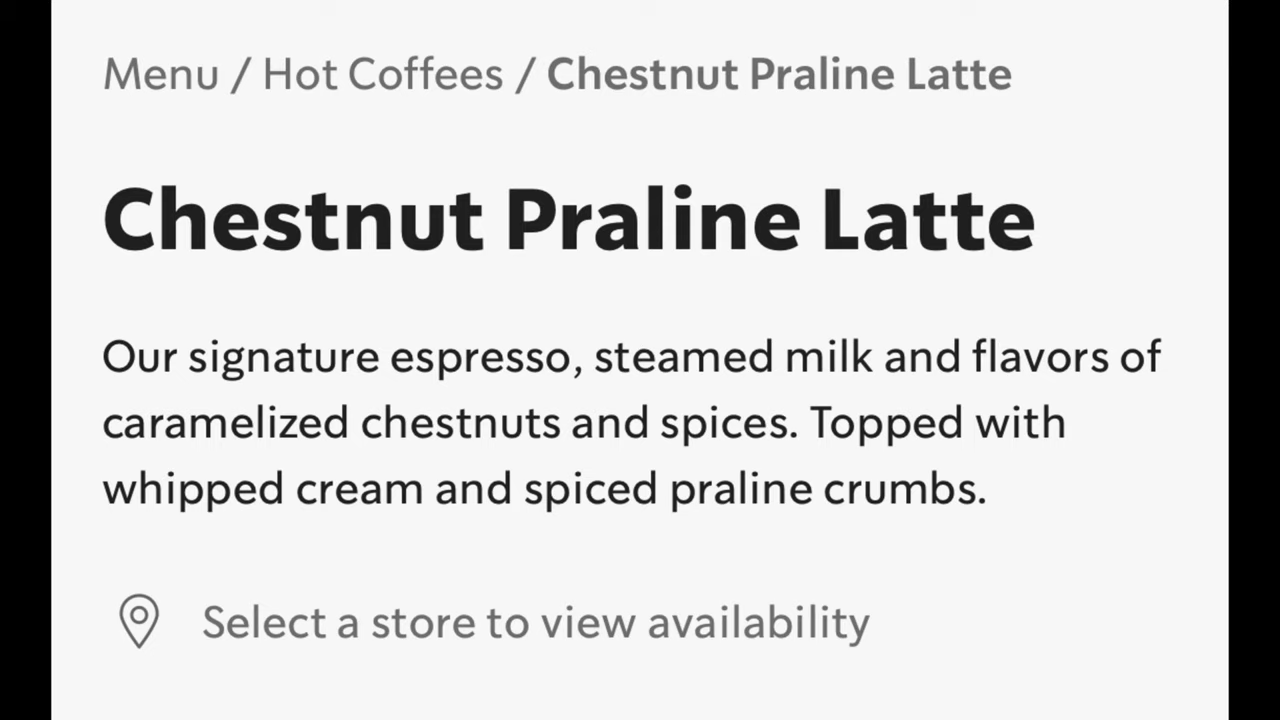 Menu / Hot Coffees / Chestnut Praline Latte
Chestnut Praline Latte
Our signature espresso, steamed milk and flavors of
caramelized chestnuts and spices. Topped with
whipped cream and spiced praline crumbs.
Select a store to view availability